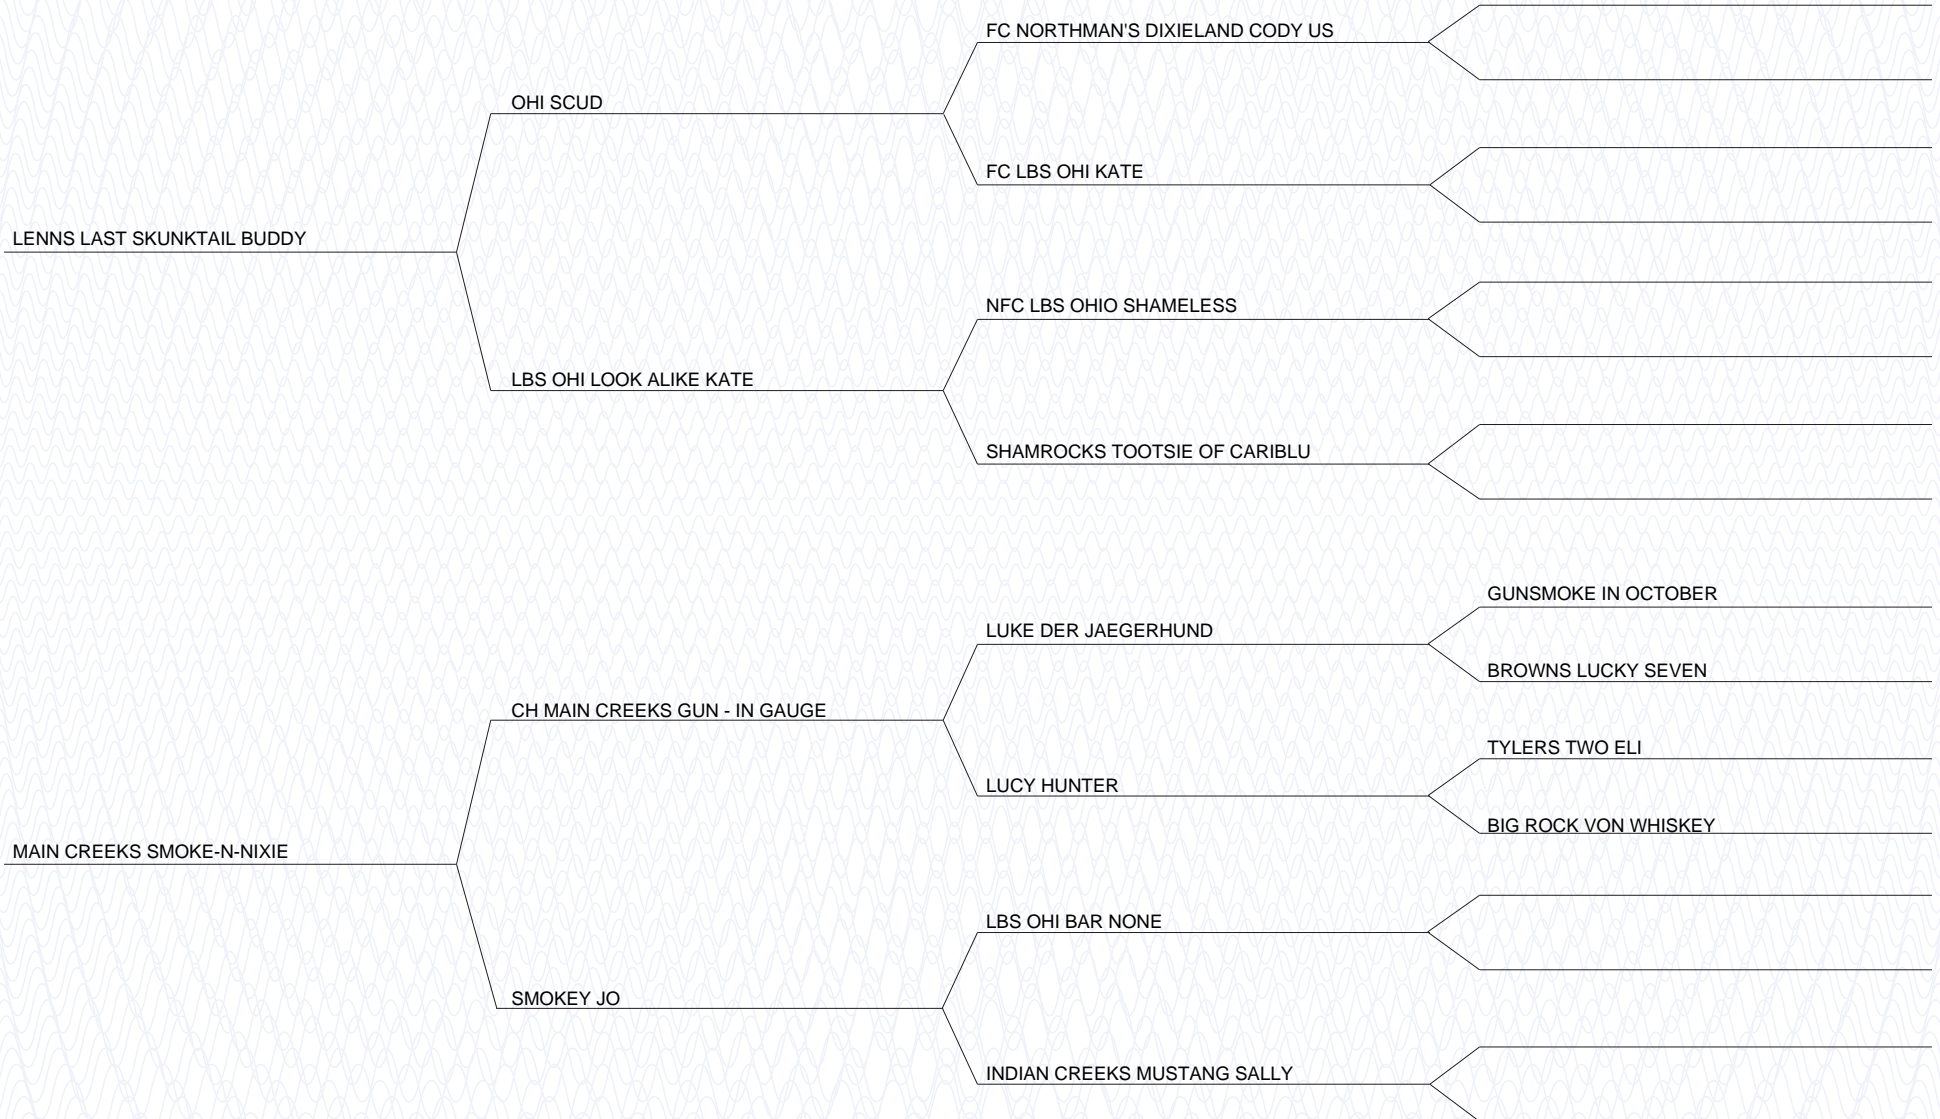 FC NORTHMAN'S DIXIELAND CODY US
OHI SCUD
FC LBS OHI KATE
LENNS LAST SKUNKTAIL BUDDY
NFC LBS OHIO SHAMELESS
LBS OHI LOOK ALIKE KATE
SHAMROCKS TOOTSIE OF CARIBLU
GUNSMOKE IN OCTOBER
LUKE DER JAEGERHUND
BROWNS LUCKY SEVEN
CH MAIN CREEKS GUN - IN GAUGE
TYLERS TWO ELI
LUCY HUNTER
BIG ROCK VON WHISKEY
MAIN CREEKS SMOKE-N-NIXIE
LBS OHI BAR NONE
SMOKEY JO
INDIAN CREEKS MUSTANG SALLY